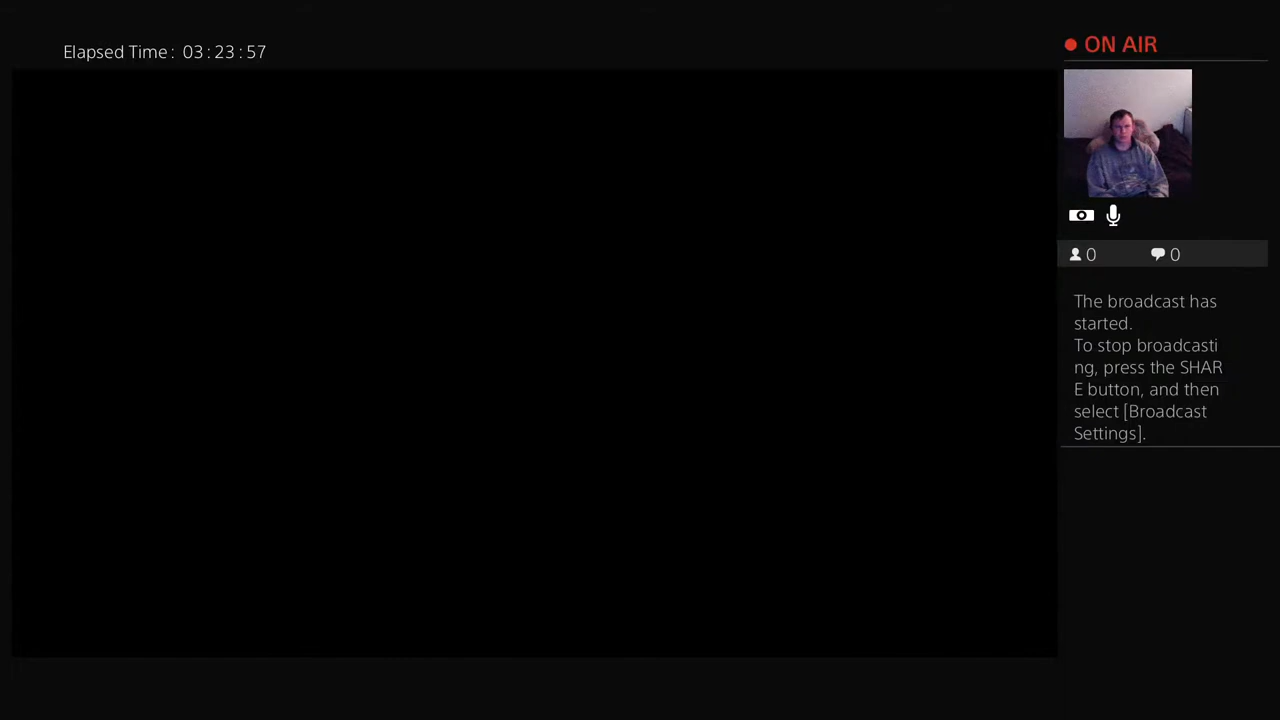 Elapsed Time: 03:23:57
ON AIR
0 0
The broadcast has
started.
To stop broadcasti
ng, press the SHAR
E button, and then
select [Broadcast
Settings].